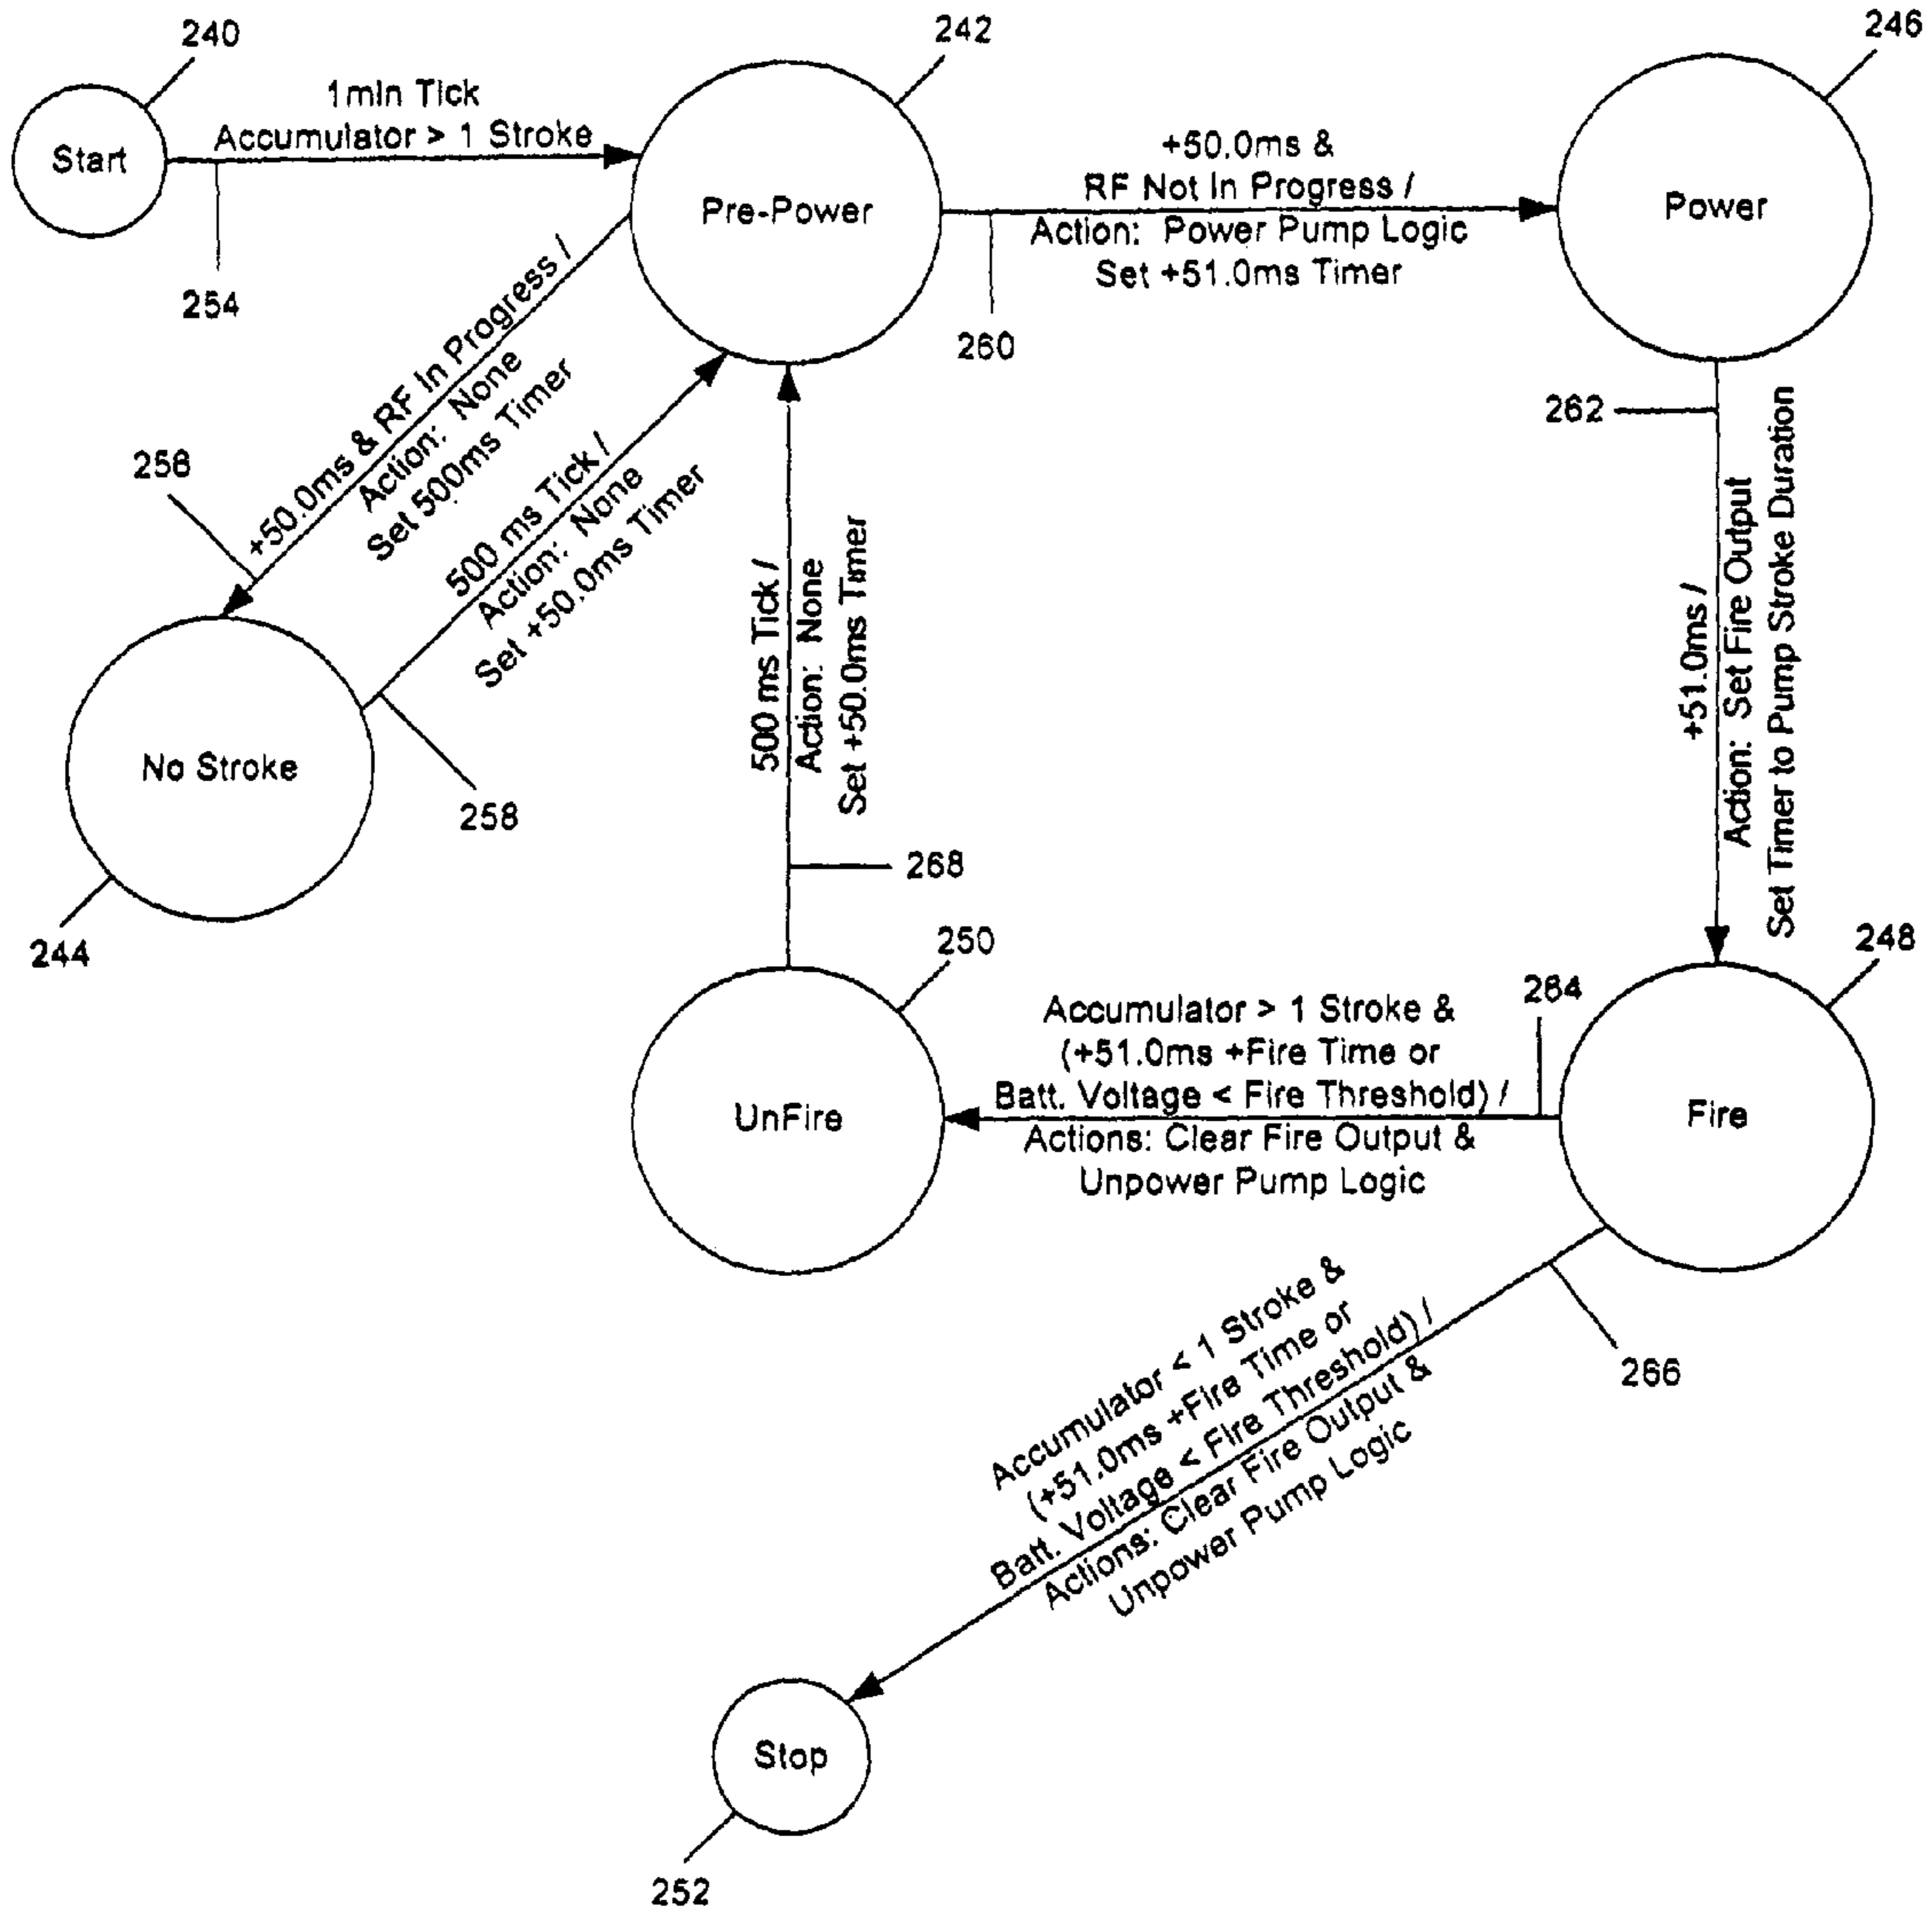 240
242
246
Start
1min Tick
Accumulator > 1 Stroke
254
Pre-Power
+50.0ms &
RF Not In Progress /
Action: Power Pump Logic
Set +51.0ms Timer
260
Power
+50.0ms & RF In Progress /
Action: None
Set 500ms Timer
256
500 ms Tick /
Action: None
Set +50.0ms Timer
258
No Stroke
244
500 ms Tick /
Action: None
Set +50.0ms Timer
268
262
+51.0ms /
Action: Set Fire Output
Set Timer to Pump Stroke Duration
250
248
UnFire
Accumulator > 1 Stroke &
(+51.0ms +Fire Time or
Batt. Voltage < Fire Threshold) /
Actions: Clear Fire Output &
Unpower Pump Logic
264
Fire
Accumulator < 1 Stroke &
(+51.0ms +Fire Time or
Batt. Voltage < Fire Threshold) /
Actions: Clear Fire Output &
Unpower Pump Logic
266
Stop
252